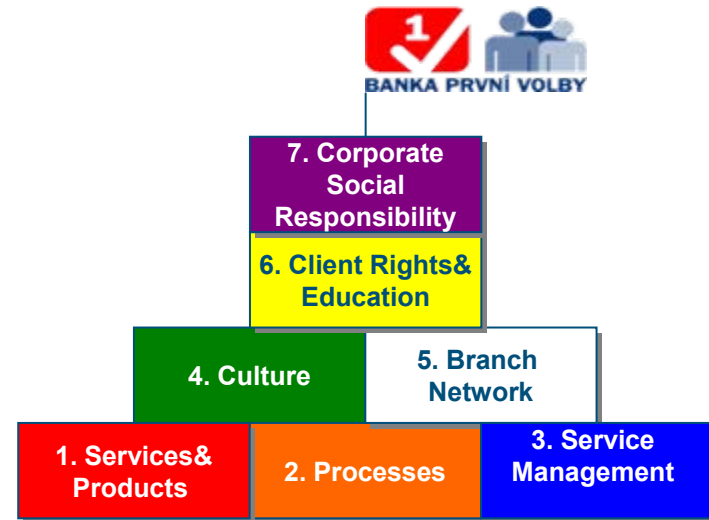 1
BANKA PRVNÍ VOLBY
7. Corporate
Social
Responsibility
6. Client Rights&
Education
4. Culture
5. Branch
Network
1. Services&
Products
2. Processes
3. Service
Management